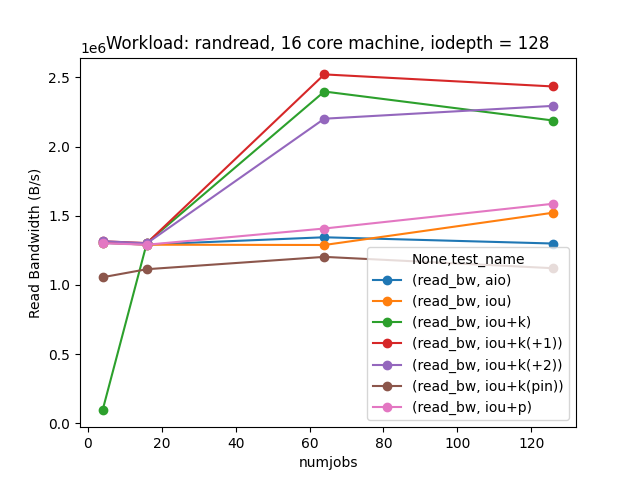 Workload: randread, 16 core machine, iodepth = 128
1e6
2.5
2.0
1.5
1.0
0.5
0.0
Read Bandwidth (B/s)
None,test_name
(read_bw, aio)
(read_bw, iou)
(read_bw, iou+k)
(read_bw, iou+k(+1))
(read_bw, iou+k(+2))
(read_bw, iou+k(pin))
(read_bw, iou+p)
0 20 40 60 80 100 120
numjobs